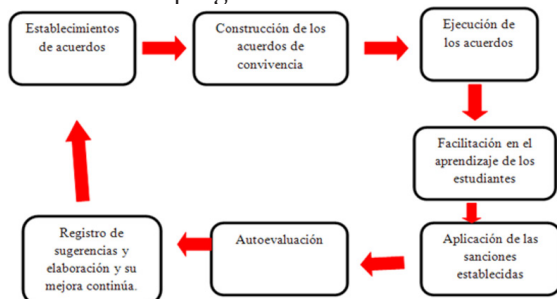 Establecimientos
de acuerdos
Construcción de los
acuerdos de
convivencia
Ejecución de
los acuerdos
Facilitación en el
aprendizaje de los
estudiantes
Aplicación de las
sanciones
establecidas
Autoevaluación
Registro de
sugerencias y
elaboración y su
mejora continúa.